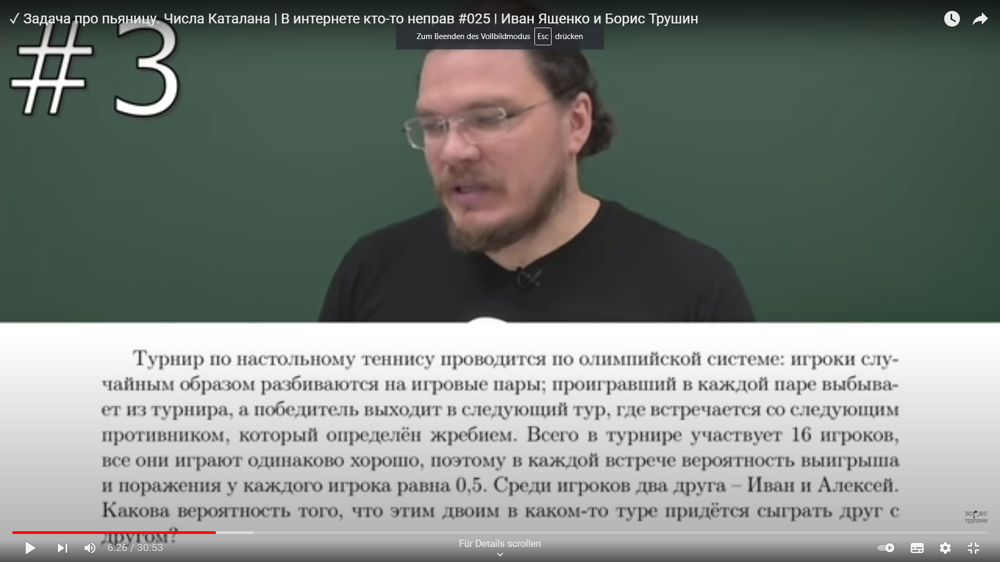 ✓ Задача про пьяницу. Числа Каталана | В интернете кто-то неправ #025 | Иван Ященко и Борис Трушин
Zum Beenden des Vollbildmodus Esc drücken
#3
Турнир по настольному теннису проводится по олимпийской системе: игроки слу-
чайным образом разбиваются на игровые пары; проигравший в каждой паре выбыва-
ет из турнира, а победитель выходит в следующий тур, где встречается со следующим
противником, который определён жребием. Всего в турнире участвует 16 игроков,
все они играют одинаково хорошо, поэтому в каждой встрече вероятность выигрыша
и поражения у каждого игрока равна 0,5. Среди игроков два друга – Иван и Алексей.
Какова вероятность того, что этим двоим в каком-то туре придётся сыграть друг с
другом?
БОРИС
трушин
6:26 / 30:53
Für Details scrollen